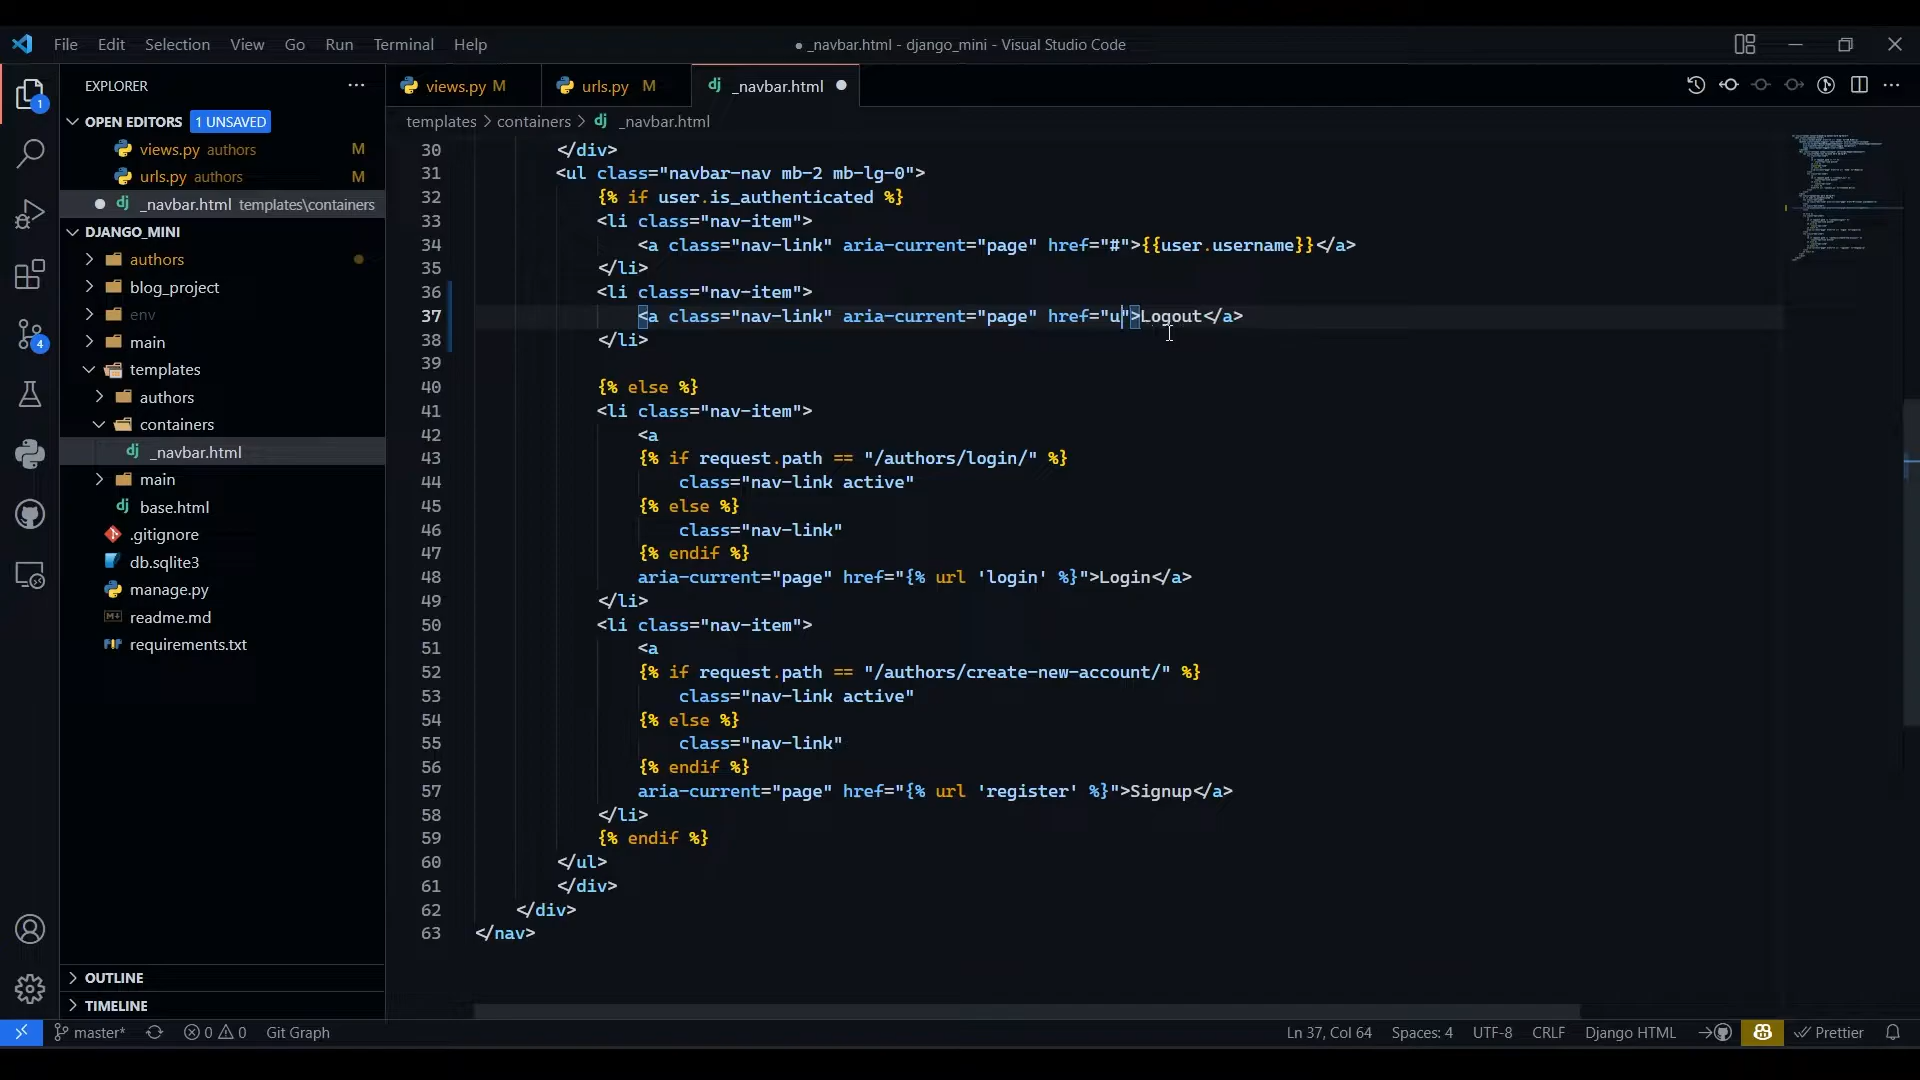 File Edit Selection View Go Run Terminal Help
● _navbar.html - django_mini - Visual Studio Code
EXPLORER
views.py M
urls.py M
_navbar.html
OPEN EDITORS 1 UNSAVED
views.py authors M
urls.py authors M
_navbar.html templates\containers
DJANGO_MINI
authors
blog_project
env
main
templates
authors
containers
_navbar.html
main
base.html
.gitignore
db.sqlite3
manage.py
readme.md
requirements.txt
OUTLINE
TIMELINE
templates > containers > _navbar.html
30 </div>
31 <ul class="navbar-nav mb-2 mb-lg-0">
32 {% if user.is_authenticated %}
33 <li class="nav-item">
34 <a class="nav-link" aria-current="page" href="#">{{user.username}}</a>
35 </li>
36 <li class="nav-item">
37 <a class="nav-link" aria-current="page" href="u">Logout</a>
38 </li>
39
40 {% else %}
41 <li class="nav-item">
42 <a
43 {% if request.path == "/authors/login/" %}
44 class="nav-link active"
45 {% else %}
46 class="nav-link"
47 {% endif %}
48 aria-current="page" href="{% url 'login' %}">Login</a>
49 </li>
50 <li class="nav-item">
51 <a
52 {% if request.path == "/authors/create-new-account/" %}
53 class="nav-link active"
54 {% else %}
55 class="nav-link"
56 {% endif %}
57 aria-current="page" href="{% url 'register' %}">Signup</a>
58 </li>
59 {% endif %}
60 </ul>
61 </div>
62 </div>
63 </nav>
1
4
master* 0 0 Git Graph
Ln 37, Col 64 Spaces: 4 UTF-8 CRLF Django HTML Prettier